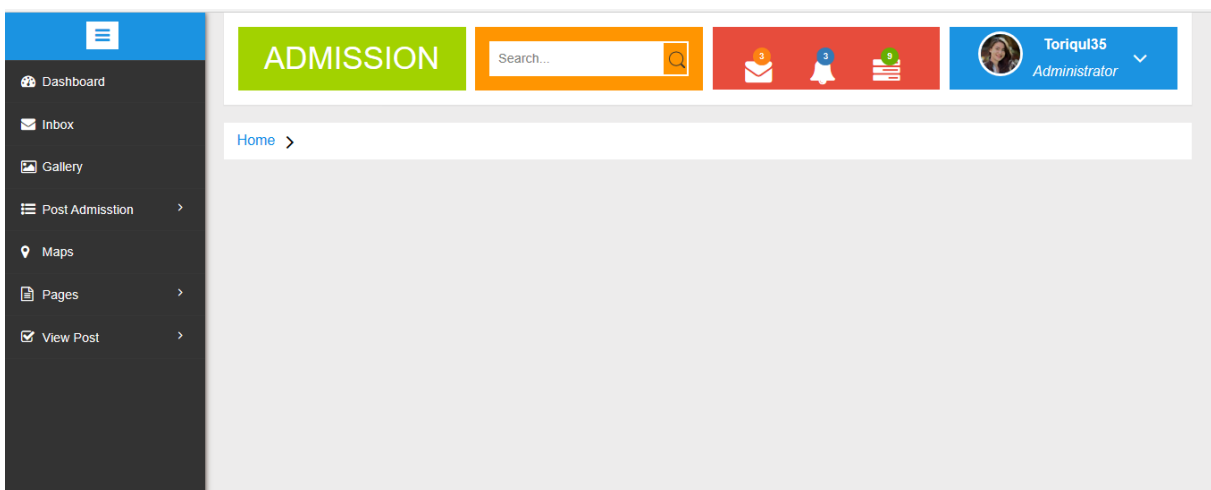 Dashboard
Inbox
Gallery
Post Admisstion
Maps
Pages
View Post
ADMISSION
Search...
3
3
9
Toriqul35
Administrator
Home